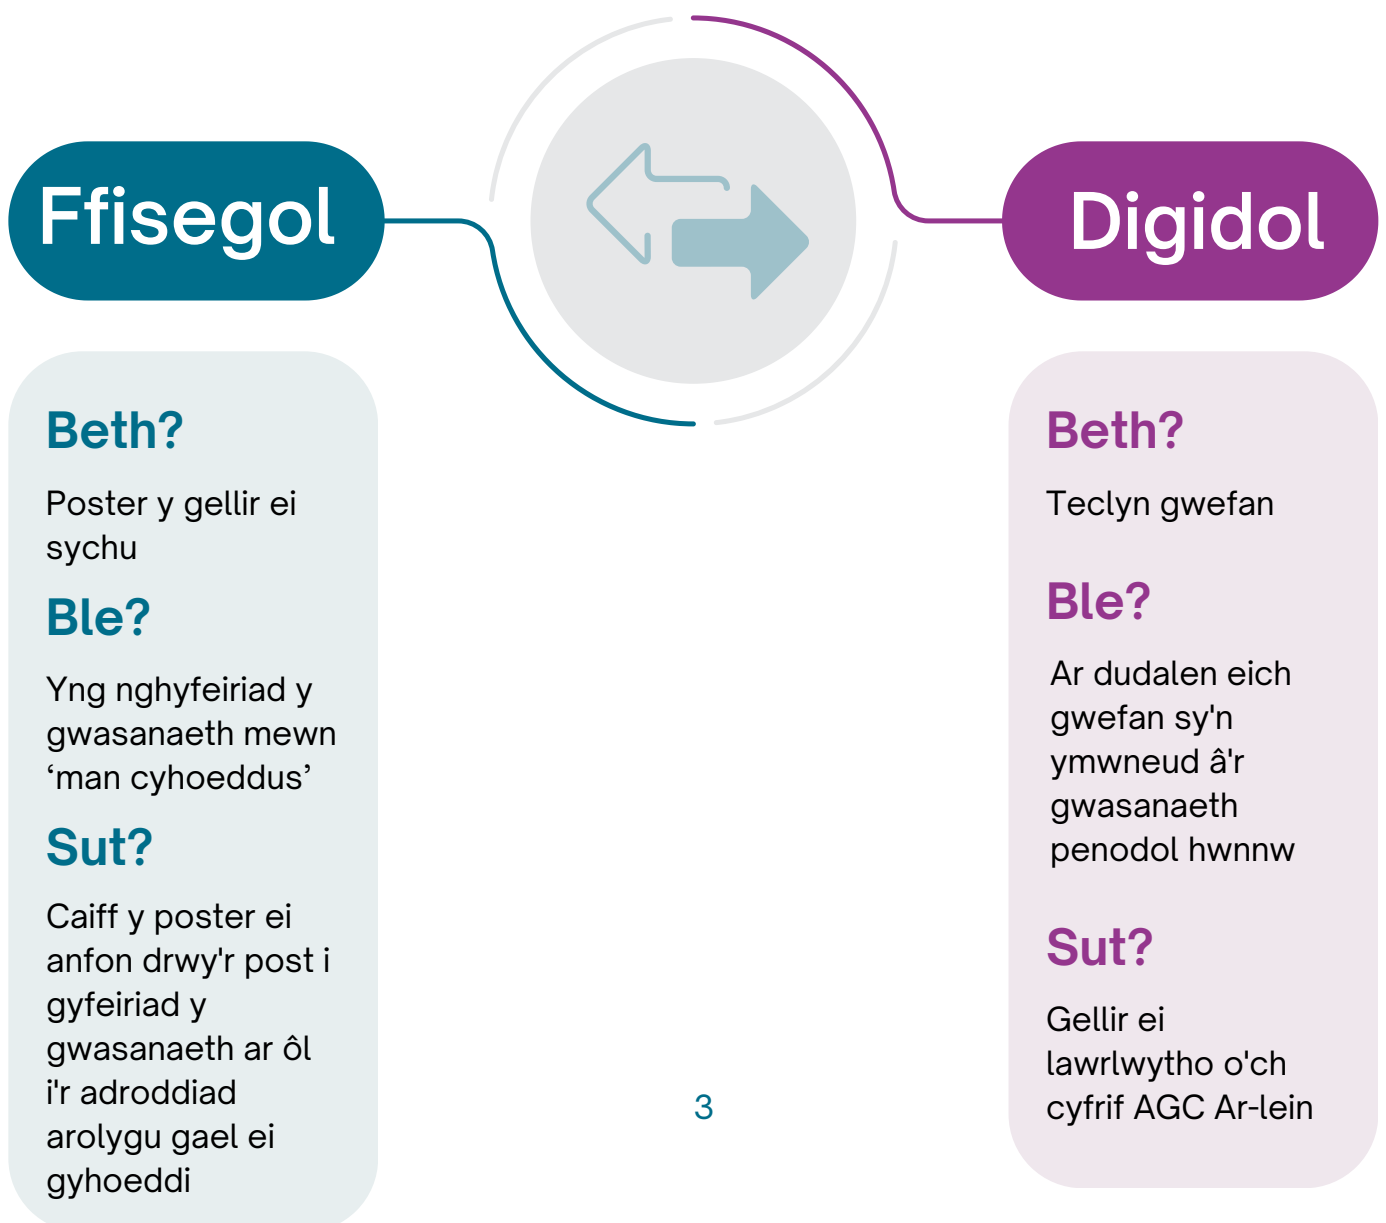 Ffisegol
Beth?
Poster y gellir ei
sychu
Ble?
Yng nghyfeiriad y
gwasanaeth mewn
‘man cyhoeddus’
Sut?
Caiff y poster ei
anfon drwy'r post i
gyfeiriad y
gwasanaeth ar ôl
i'r adroddiad
arolygu gael ei
gyhoeddi
Digidol
Beth?
Teclyn gwefan
Ble?
Ar dudalen eich
gwefan sy'n
ymwneud â'r
gwasanaeth
penodol hwnnw
Sut?
Gellir ei
lawrlwytho o'ch
cyfrif AGC Ar-lein
3